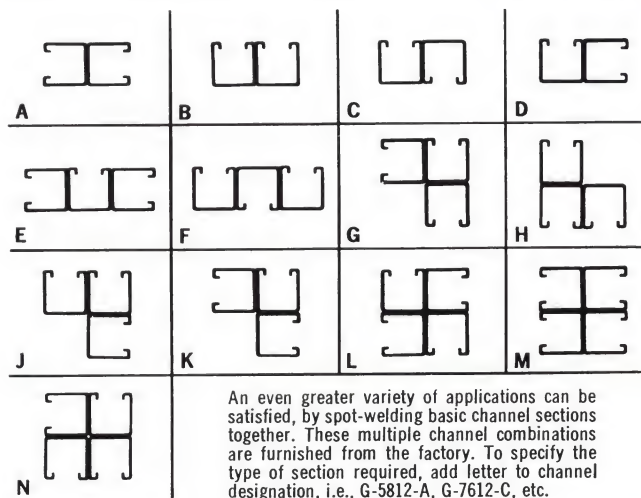 A
B
C
D
E
F
G
H
J
K
L
M
N
An even greater variety of applications can be
satisfied, by spot-welding basic channel sections
together. These multiple channel combinations
are furnished from the factory. To specify the
type of section required, add letter to channel
designation, i.e., G-5812-A, G-7612-C, etc.